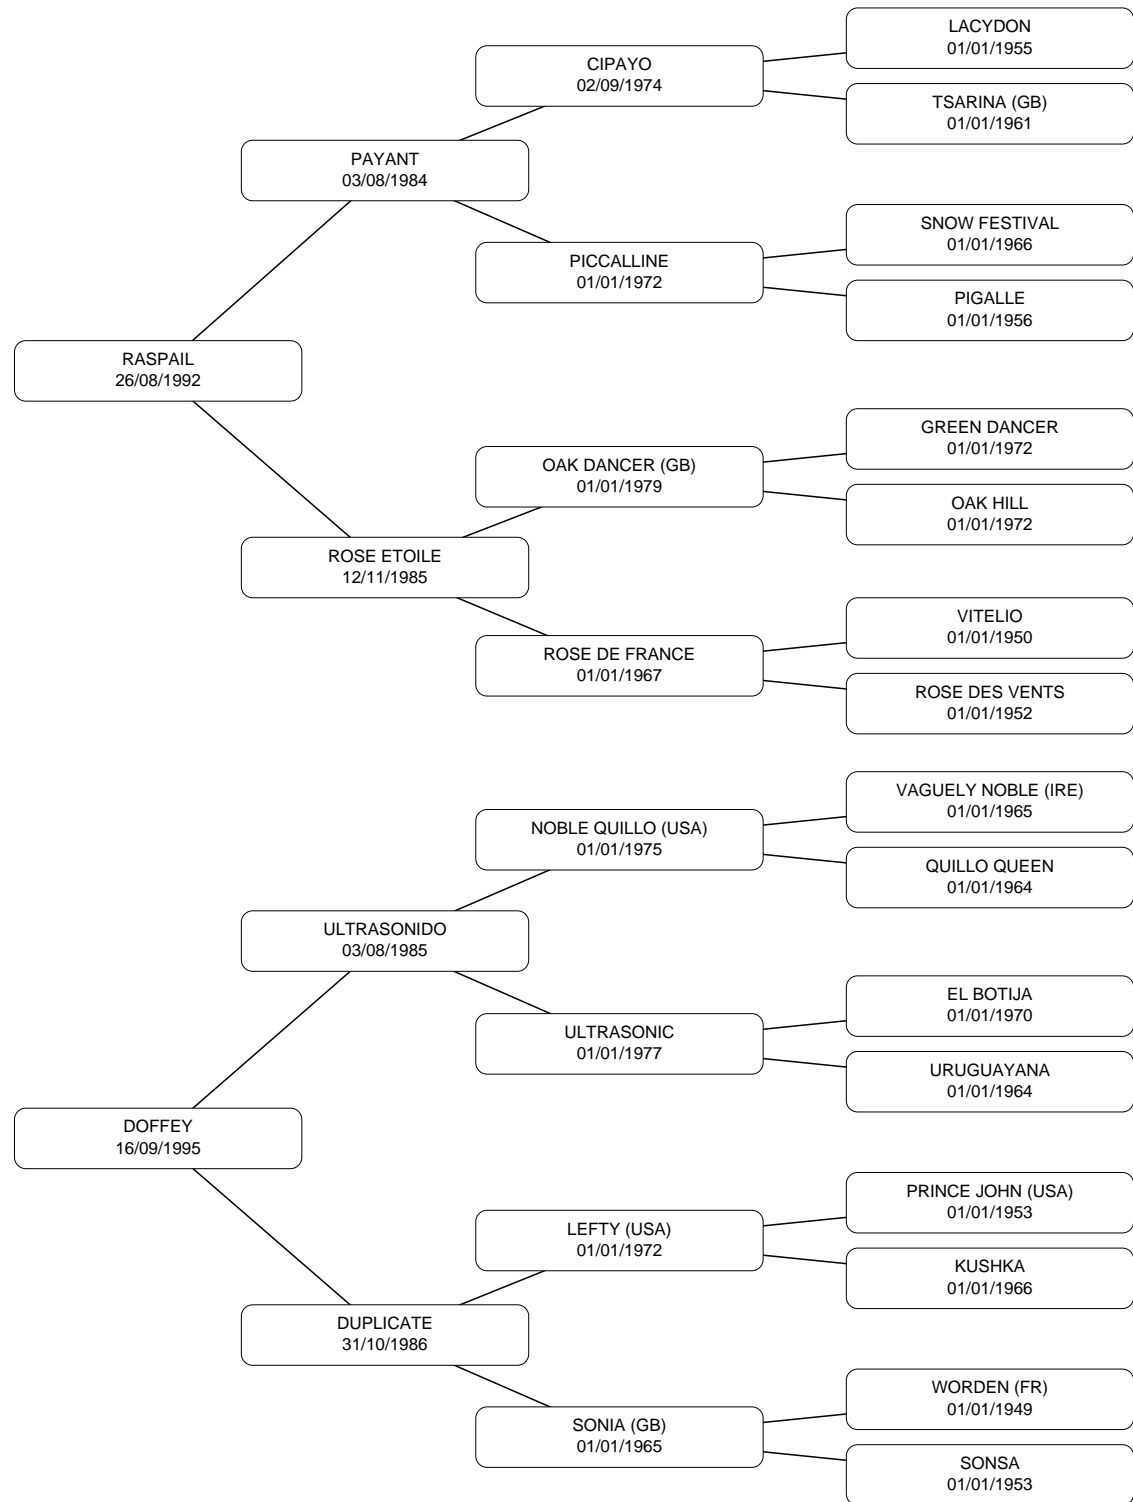 LACYDON
01/01/1955
CIPAYO
02/09/1974
TSARINA (GB)
01/01/1961
PAYANT
03/08/1984
SNOW FESTIVAL
01/01/1966
PICCALLINE
01/01/1972
PIGALLE
01/01/1956
RASPAIL
26/08/1992
GREEN DANCER
01/01/1972
OAK DANCER (GB)
01/01/1979
OAK HILL
01/01/1972
ROSE ETOILE
12/11/1985
VITELIO
01/01/1950
ROSE DE FRANCE
01/01/1967
ROSE DES VENTS
01/01/1952
VAGUELY NOBLE (IRE)
01/01/1965
NOBLE QUILLO (USA)
01/01/1975
QUILLO QUEEN
01/01/1964
ULTRASONIDO
03/08/1985
EL BOTIJA
01/01/1970
ULTRASONIC
01/01/1977
URUGUAYANA
01/01/1964
DOFFEY
16/09/1995
PRINCE JOHN (USA)
01/01/1953
LEFTY (USA)
01/01/1972
KUSHKA
01/01/1966
DUPLICATE
31/10/1986
WORDEN (FR)
01/01/1949
SONIA (GB)
01/01/1965
SONSA
01/01/1953